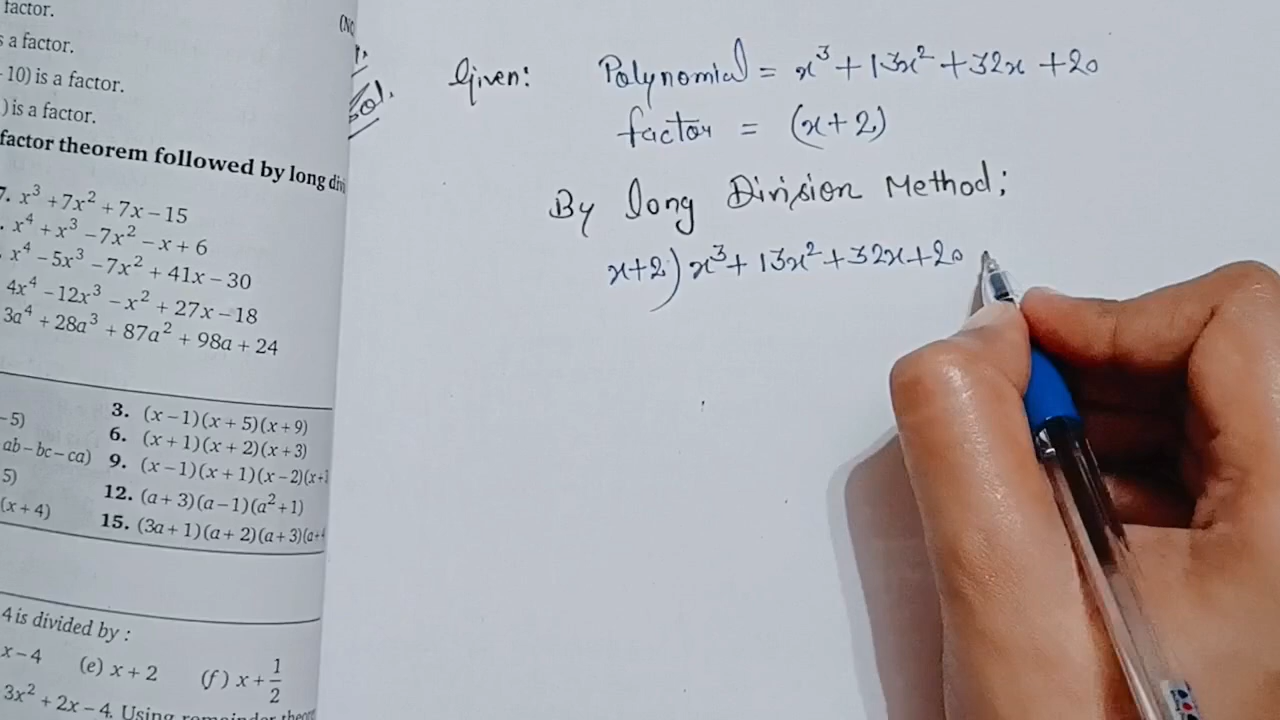 factor.
s a factor.
10) is a factor.
) is a factor.
factor theorem followed by long
7. x³ + 7x² + 7x − 15
x⁴ + x³ − 7x² − x + 6
x⁴ − 5x³ − 7x² + 41x − 30
4x⁴ − 12x³ − x² + 27x − 18
3a⁴ + 28a³ + 87a² + 98a + 24
−5) 3. (x − 1)(x + 5)(x + 9)
6. (x + 1)(x + 2)(x + 3)
ab − bc − ca) 9. (x − 1)(x + 1)(x − 2)(x +
5) 12. (a + 3)(a − 1)(a² + 1)
(x + 4) 15. (3a + 1)(a + 2)(a + 3)(a +
4 is divided by :
x − 4 (e) x + 2 (f) x + 1/2
3x² + 2x − 4. Using remainder
Sol.
Given: Polynomial = x³ + 13x² + 32x + 20
factor = (x + 2)
By long Division Method;
x+2) x³ + 13x² + 32x + 20